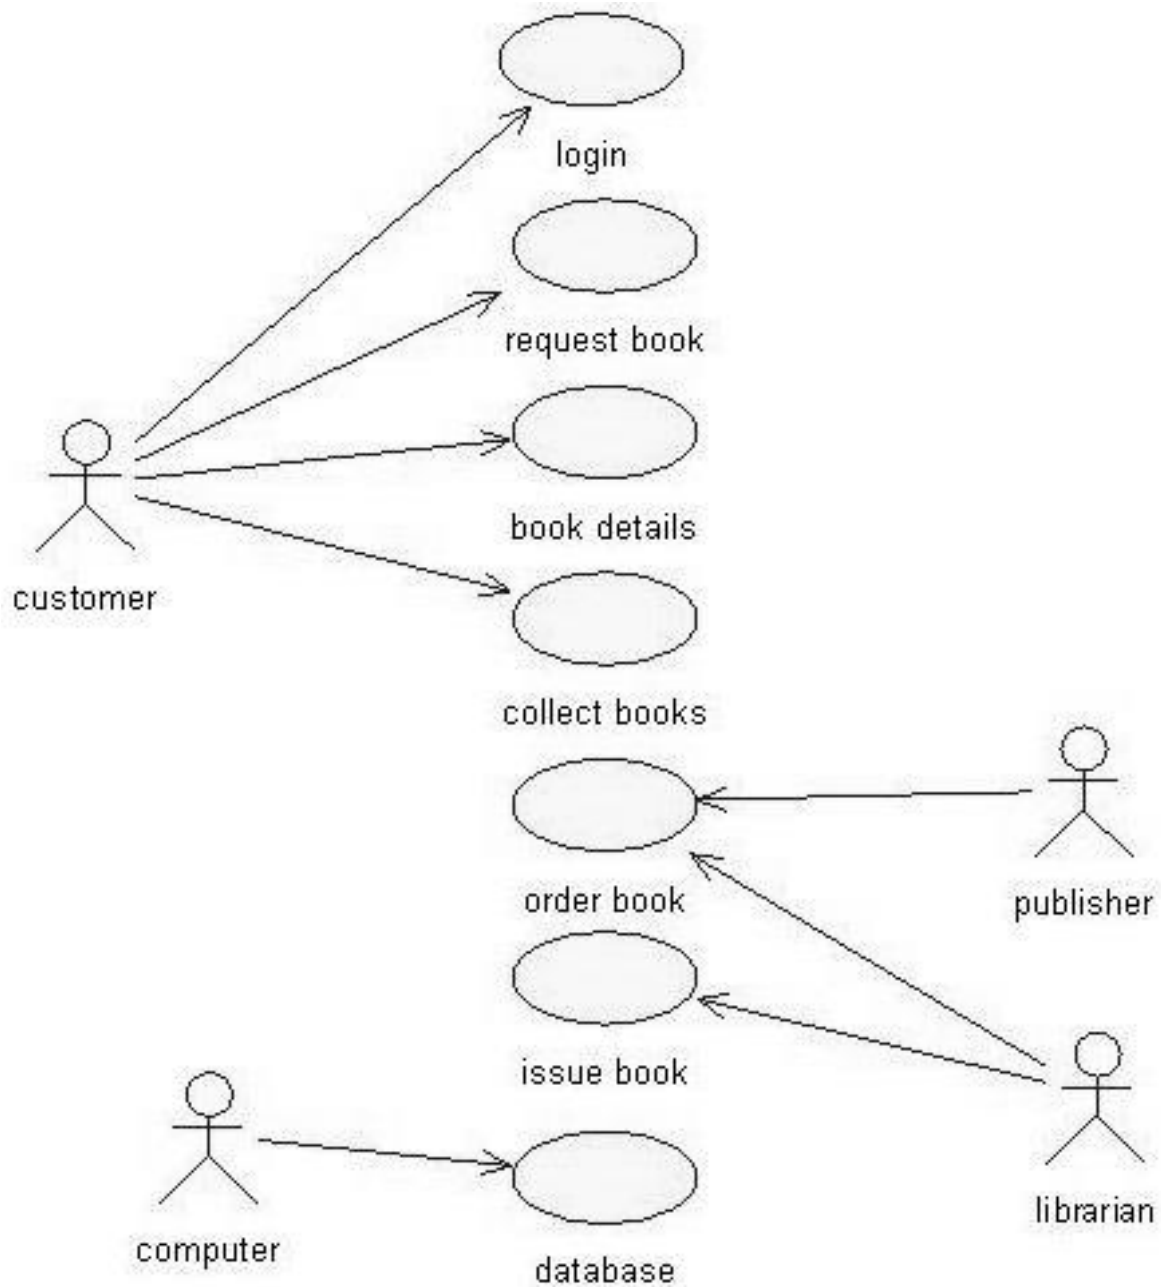 login
request book
book details
customer
collect books
order book
publisher
issue book
librarian
computer
database